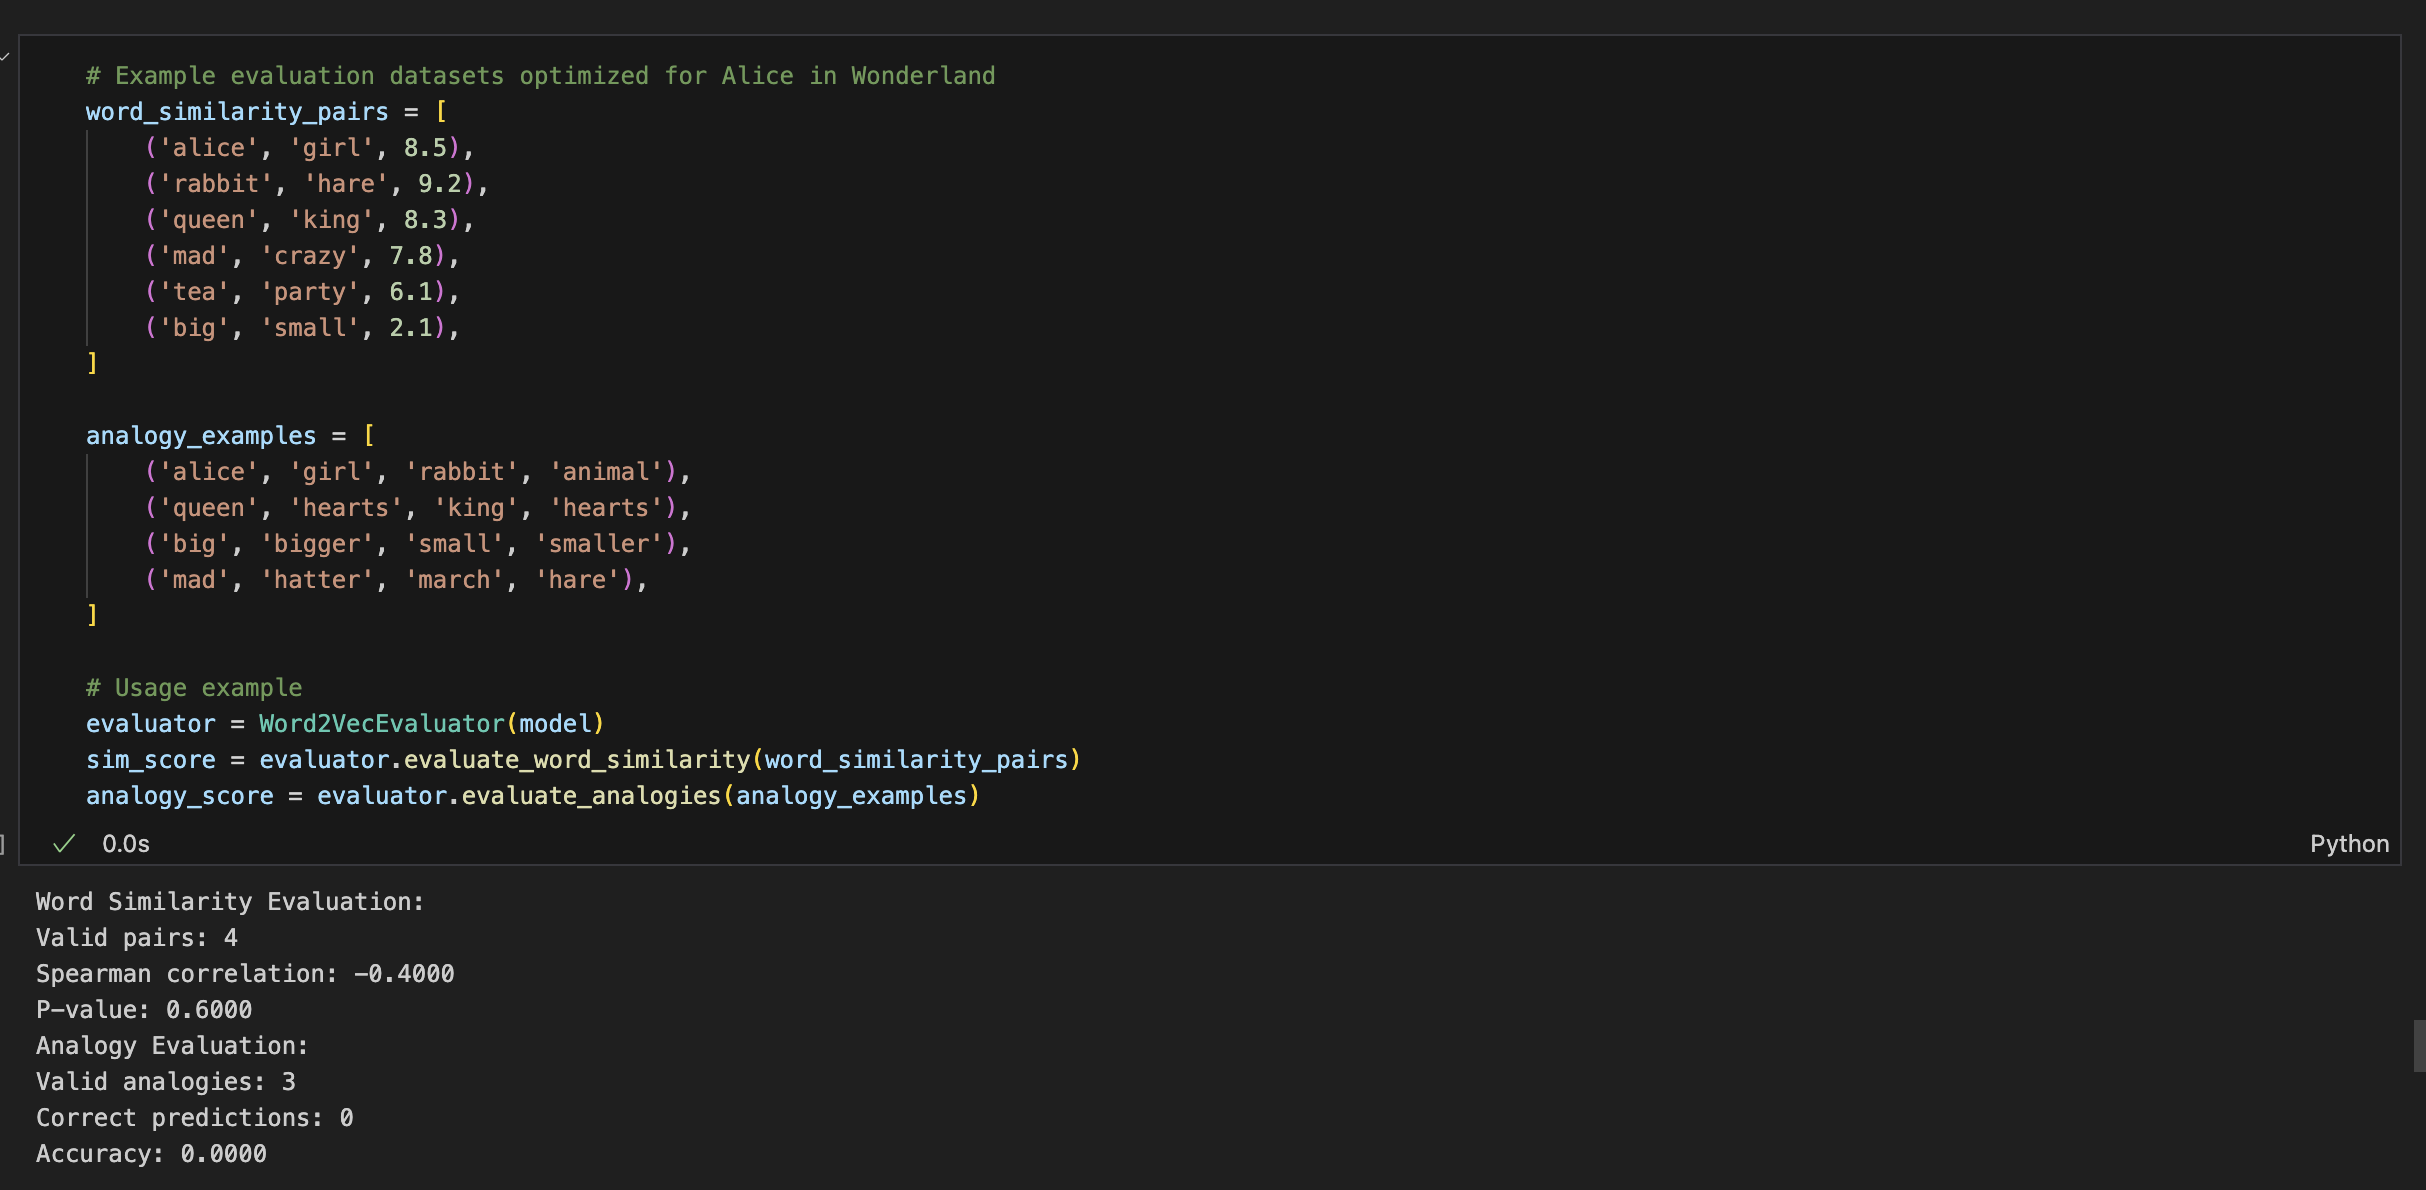 # Example evaluation datasets optimized for Alice in Wonderland
word_similarity_pairs = [
    ('alice', 'girl', 8.5),
    ('rabbit', 'hare', 9.2),
    ('queen', 'king', 8.3),
    ('mad', 'crazy', 7.8),
    ('tea', 'party', 6.1),
    ('big', 'small', 2.1),
]

analogy_examples = [
    ('alice', 'girl', 'rabbit', 'animal'),
    ('queen', 'hearts', 'king', 'hearts'),
    ('big', 'bigger', 'small', 'smaller'),
    ('mad', 'hatter', 'march', 'hare'),
]

# Usage example
evaluator = Word2VecEvaluator(model)
sim_score = evaluator.evaluate_word_similarity(word_similarity_pairs)
analogy_score = evaluator.evaluate_analogies(analogy_examples)
] ✓ 0.0s Python
Word Similarity Evaluation:
Valid pairs: 4
Spearman correlation: -0.4000
P-value: 0.6000
Analogy Evaluation:
Valid analogies: 3
Correct predictions: 0
Accuracy: 0.0000